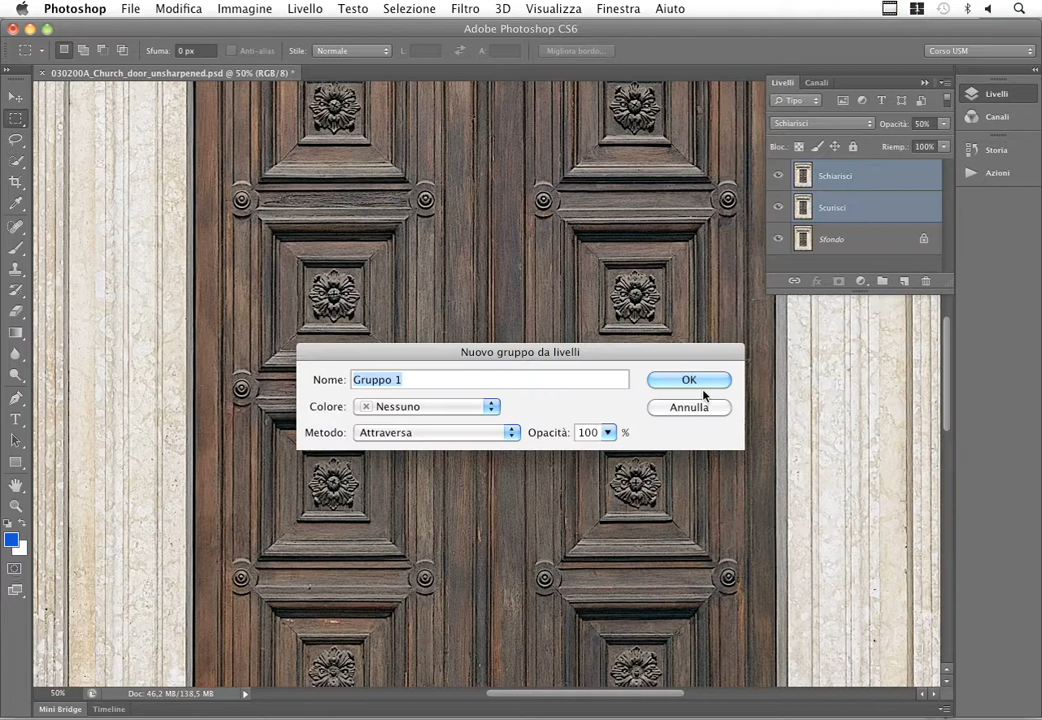 Photoshop File Modifica Immagine Livello Testo Selezione Filtro 3D Visualizza Finestra Aiuto
Adobe Photoshop CS6
Sfuma: 0 px Anti-alias Stile: Normale L: A: Migliora bordo... Corso USM
030200A_Church_door_unsharpened.psd @ 50% (RGB/8) *
Livelli Canali
Tipo
Schiarisci Opacità: 50%
Bloc.: Riemp.: 100%
Schiarisci
Scurisci
Sfondo
Livelli
Canali
Storia
Azioni
Nuovo gruppo da livelli
Nome: Gruppo 1 OK
Colore: Nessuno Annulla
Metodo: Attraversa Opacità: 100 %
50% Doc: 46,2 MB/138,5 MB
Mini Bridge Timeline